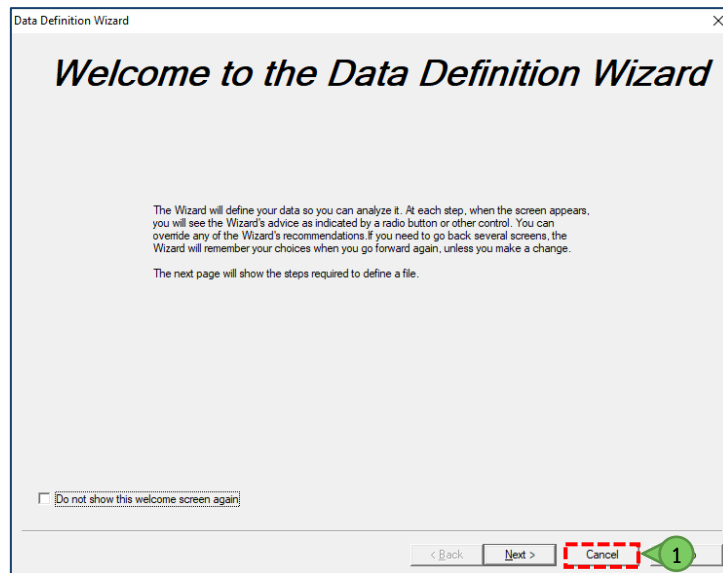 Data Definition Wizard
Welcome to the Data Definition Wizard
The Wizard will define your data so you can analyze it. At each step, when the screen appears,
you will see the Wizard's advice as indicated by a radio button or other control. You can
override any of the Wizard's recommendations.If you need to go back several screens, the
Wizard will remember your choices when you go forward again, unless you make a change.
The next page will show the steps required to define a file.
Do not show this welcome screen again
< Back Next > Cancel 1